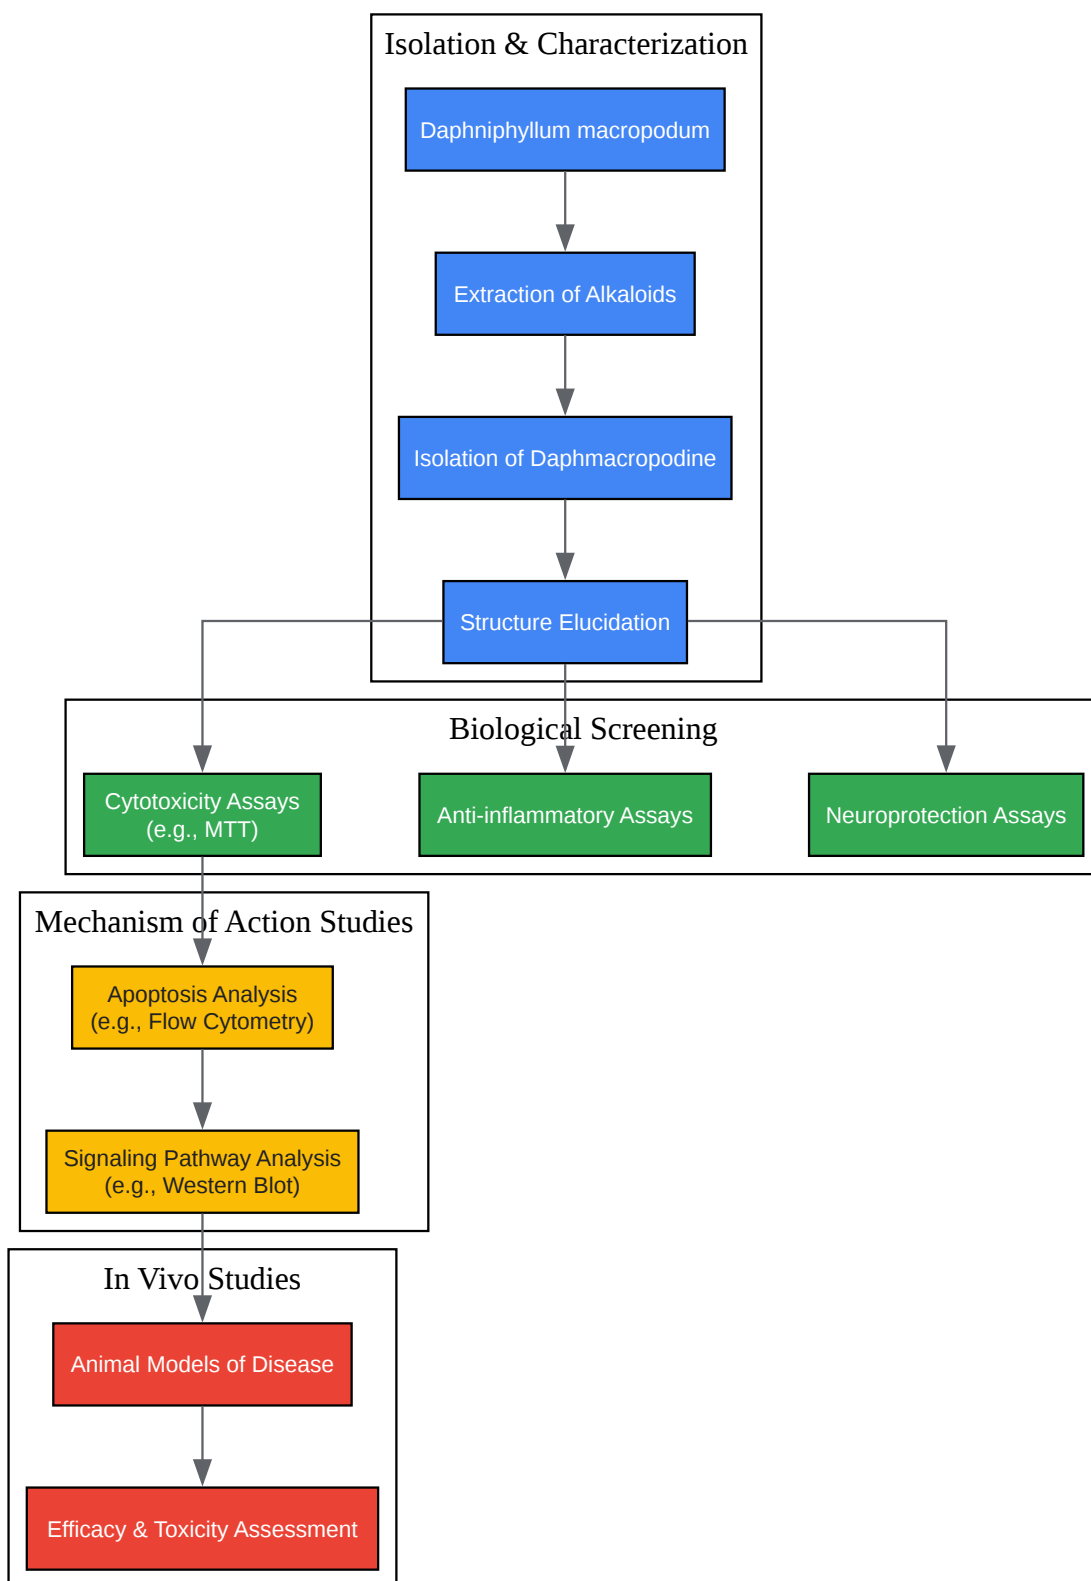 Isolation & Characterization
Daphniphyllum macropodum
Extraction of Alkaloids
Isolation of Daphmacropodine
Structure Elucidation
Biological Screening
Cytotoxicity Assays
(e.g., MTT)
Anti-inflammatory Assays
Neuroprotection Assays
Mechanism of Action Studies
Apoptosis Analysis
(e.g., Flow Cytometry)
Signaling Pathway Analysis
(e.g., Western Blot)
In Vivo Studies
Animal Models of Disease
Efficacy & Toxicity Assessment